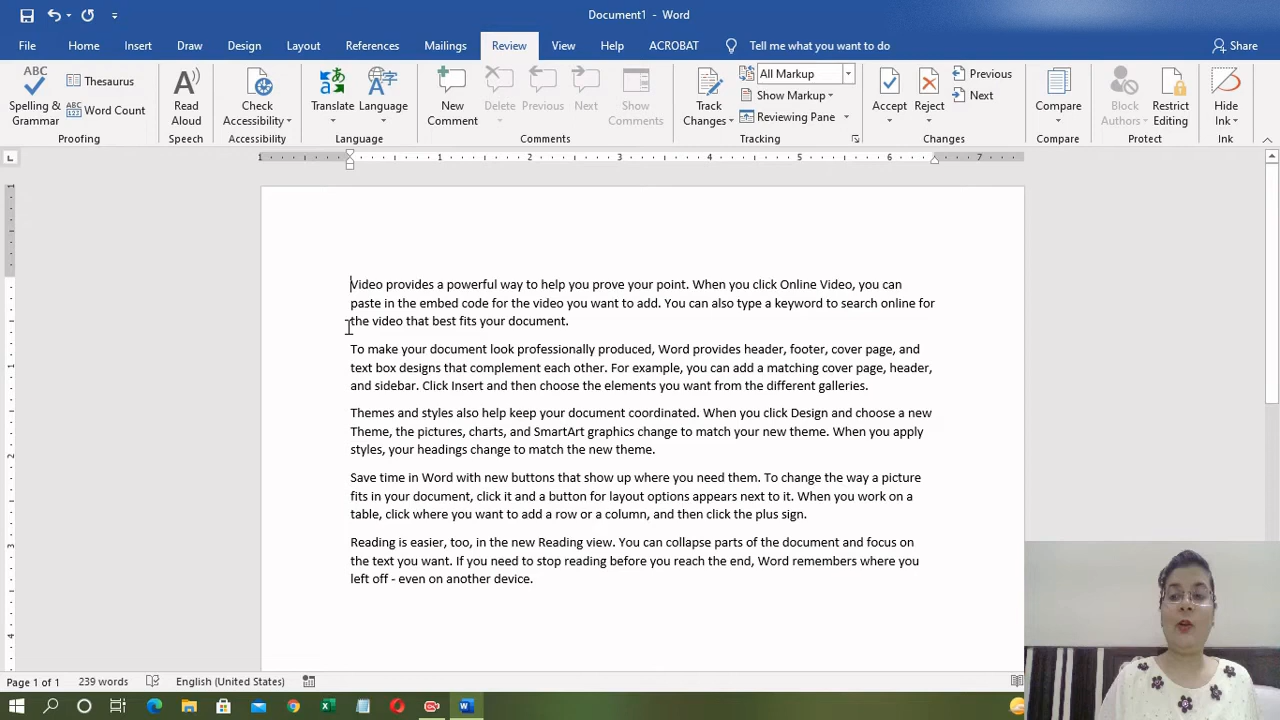 Document1 - Word
File Home Insert Draw Design Layout References Mailings Review View Help ACROBAT Tell me what you want to do Share
ABC Spelling & Grammar
Thesaurus
ABC 123 Word Count
Proofing
Read Aloud
Speech
Check Accessibility
Accessibility
Translate
Language
Language
New Comment
Delete
Previous
Next
Show Comments
Comments
Track Changes
All Markup
Show Markup
Reviewing Pane
Tracking
Accept
Reject
Previous
Next
Changes
Compare
Compare
Block Authors
Restrict Editing
Protect
Hide Ink
Ink
1 1 2 3 4 5 6 7
Video provides a powerful way to help you prove your point. When you click Online Video, you can
paste in the embed code for the video you want to add. You can also type a keyword to search online for
the video that best fits your document.
To make your document look professionally produced, Word provides header, footer, cover page, and
text box designs that complement each other. For example, you can add a matching cover page, header,
and sidebar. Click Insert and then choose the elements you want from the different galleries.
Themes and styles also help keep your document coordinated. When you click Design and choose a new
Theme, the pictures, charts, and SmartArt graphics change to match your new theme. When you apply
styles, your headings change to match the new theme.
Save time in Word with new buttons that show up where you need them. To change the way a picture
fits in your document, click it and a button for layout options appears next to it. When you work on a
table, click where you want to add a row or a column, and then click the plus sign.
Reading is easier, too, in the new Reading view. You can collapse parts of the document and focus on
the text you want. If you need to stop reading before you reach the end, Word remembers where you
left off - even on another device.
Page 1 of 1 239 words English (United States)